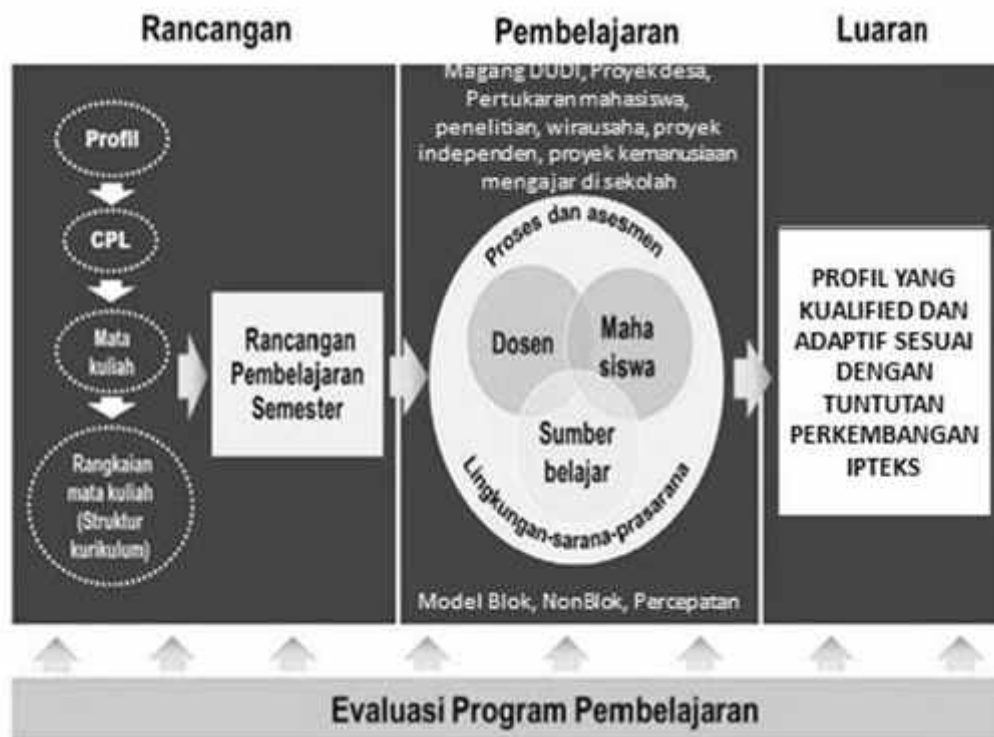 Rancangan
Pembelajaran
Luaran
Profil
CPL
Mata
kuliah
Rangkaian
mata kuliah
(Struktur
kurikulum)
Rancangan
Pembelajaran
Semester
Magang DUDI, Proyek desa,
Pertukaran mahasiswa,
penelitian, wirausaha, proyek
independen, proyek kemanusiaan
mengajar di sekolah
Proses dan asesmen
Dosen
Maha
siswa
Sumber
belajar
Lingkungan-sarana-prasarana
Model Blok, NonBlok, Percepatan
PROFIL YANG
KUALIFIED DAN
ADAPTIF SESUAI
DENGAN
TUNTUTAN
PERKEMBANGAN
IPTEKS
Evaluasi Program Pembelajaran